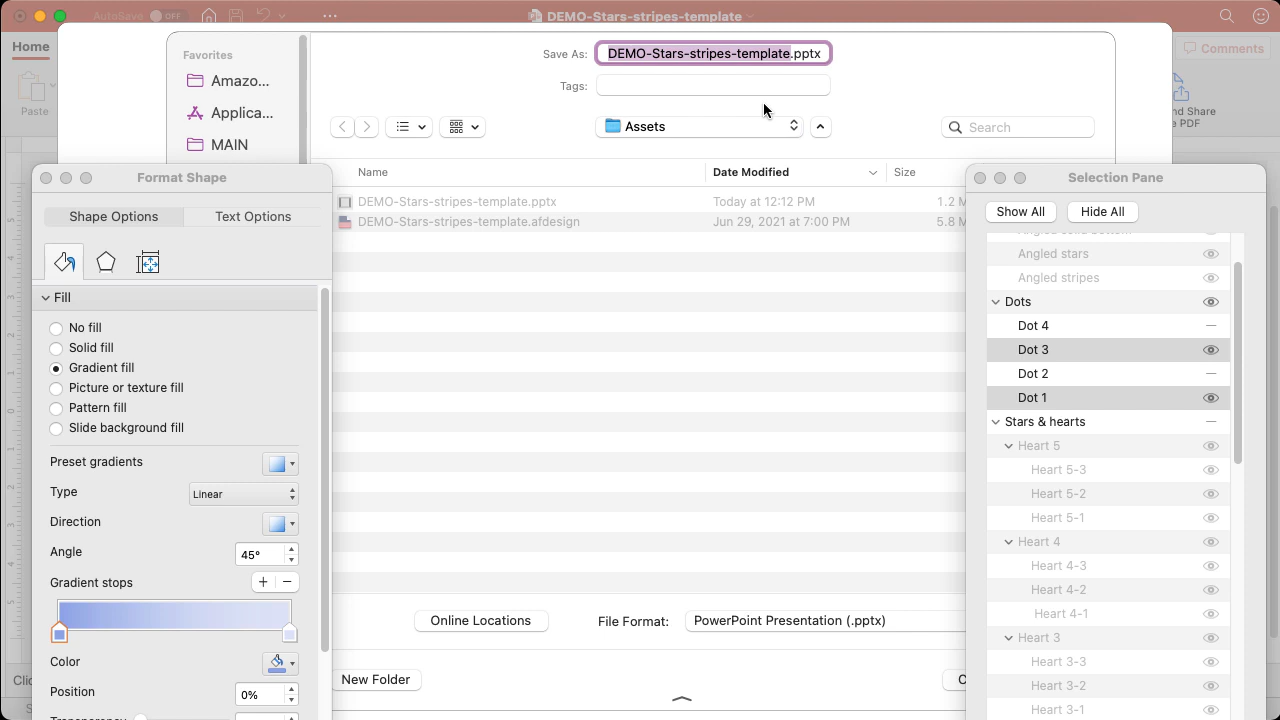 AutoSave OFF
DEMO-Stars-stripes-template
Home
Comments
Paste
nd Share
PDF
Save As: DEMO-Stars-stripes-template.pptx
Tags:
Favorites
Amazo...
Applica...
MAIN
Assets
Search
Name
Date Modified
Size
DEMO-Stars-stripes-template.pptx
Today at 12:12 PM
1.2 M
DEMO-Stars-stripes-template.afdesign
Jun 29, 2021 at 7:00 PM
5.8 M
Online Locations
File Format: PowerPoint Presentation (.pptx)
New Folder
Format Shape
Shape Options
Text Options
Fill
No fill
Solid fill
Gradient fill
Picture or texture fill
Pattern fill
Slide background fill
Preset gradients
Type
Linear
Direction
Angle
45°
Gradient stops
Color
Position
0%
Selection Pane
Show All
Hide All
Angled stars
Angled stripes
Dots
Dot 4
Dot 3
Dot 2
Dot 1
Stars & hearts
Heart 5
Heart 5-3
Heart 5-2
Heart 5-1
Heart 4
Heart 4-3
Heart 4-2
Heart 4-1
Heart 3
Heart 3-3
Heart 3-2
Heart 3-1